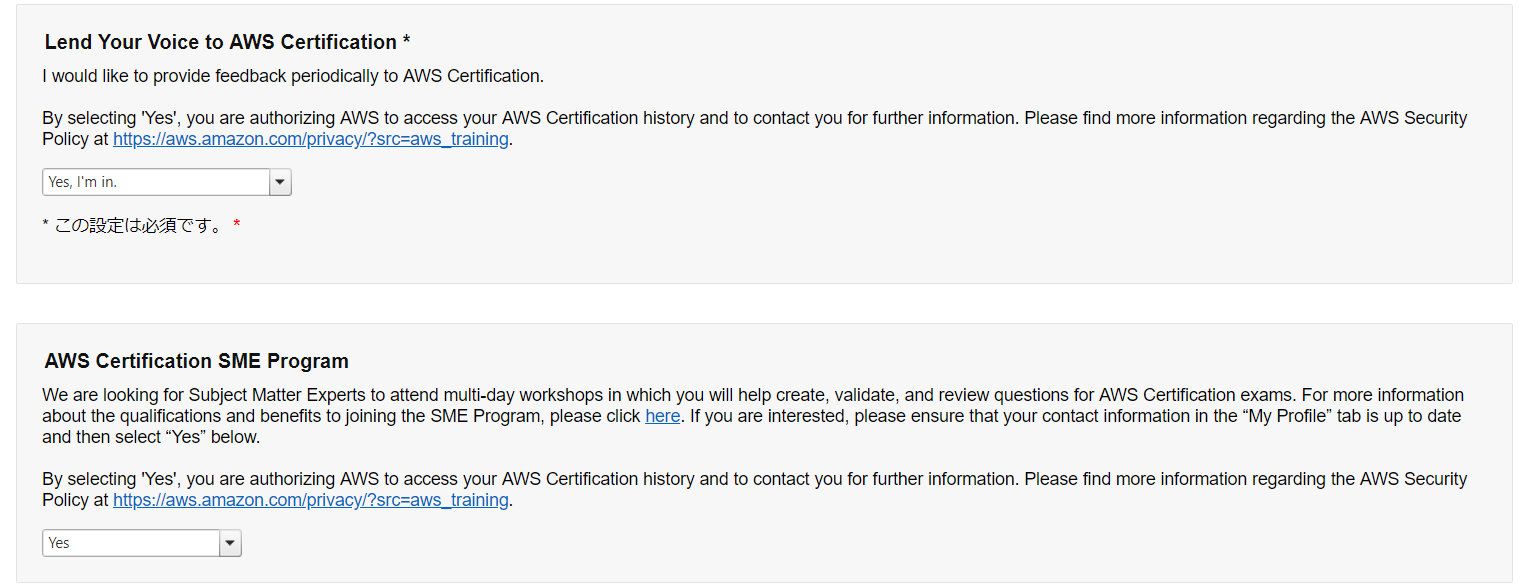 Lend Your Voice to AWS Certification *
I would like to provide feedback periodically to AWS Certification.
By selecting 'Yes', you are authorizing AWS to access your AWS Certification history and to contact you for further information. Please find more information regarding the AWS Security
Policy at https://aws.amazon.com/privacy/?src=aws_training.
Yes, I'm in.
* この設定は必須です。 *
AWS Certification SME Program
We are looking for Subject Matter Experts to attend multi-day workshops in which you will help create, validate, and review questions for AWS Certification exams. For more information
about the qualifications and benefits to joining the SME Program, please click here. If you are interested, please ensure that your contact information in the “My Profile” tab is up to date
and then select “Yes” below.
By selecting 'Yes', you are authorizing AWS to access your AWS Certification history and to contact you for further information. Please find more information regarding the AWS Security
Policy at https://aws.amazon.com/privacy/?src=aws_training.
Yes